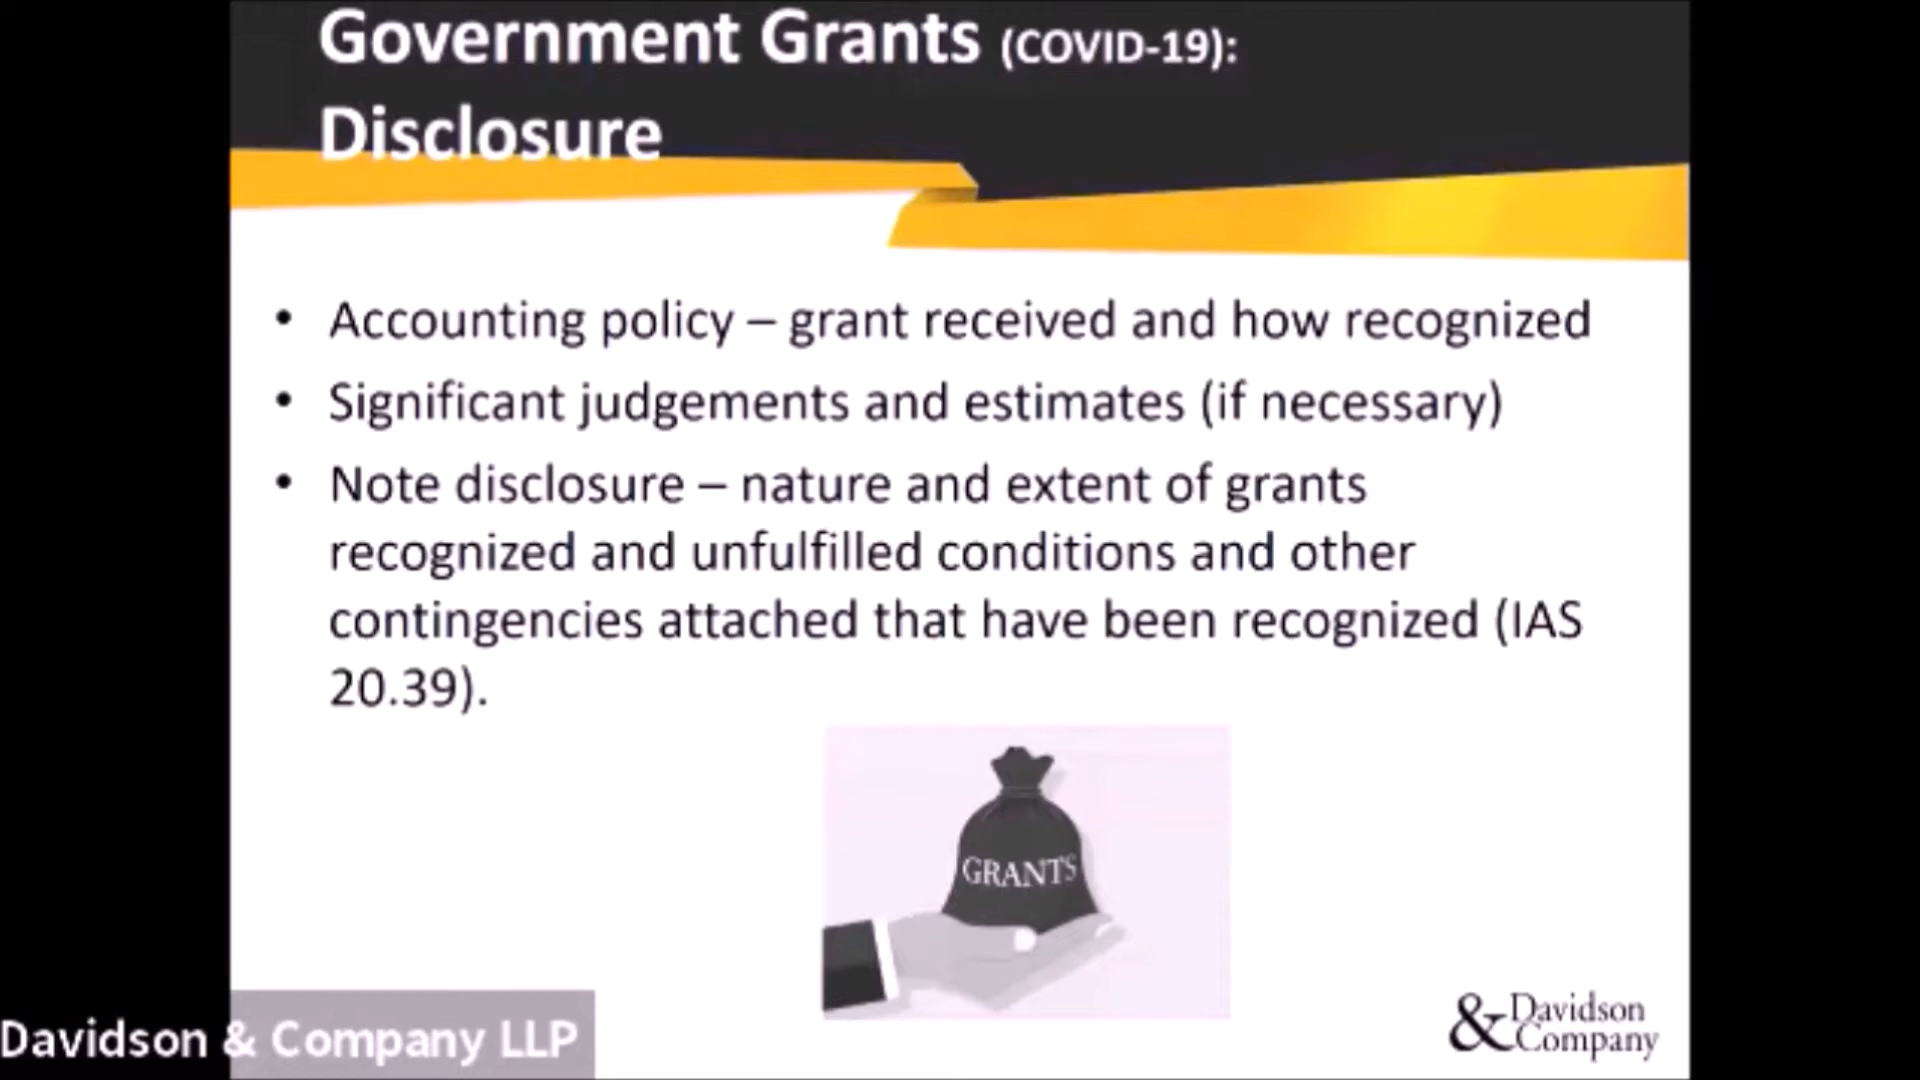 Government Grants (COVID-19):
Disclosure
• Accounting policy – grant received and how recognized
• Significant judgements and estimates (if necessary)
• Note disclosure – nature and extent of grants
recognized and unfulfilled conditions and other
contingencies attached that have been recognized (IAS
20.39).
GRANTS
Davidson & Company LLP
& Davidson
Company